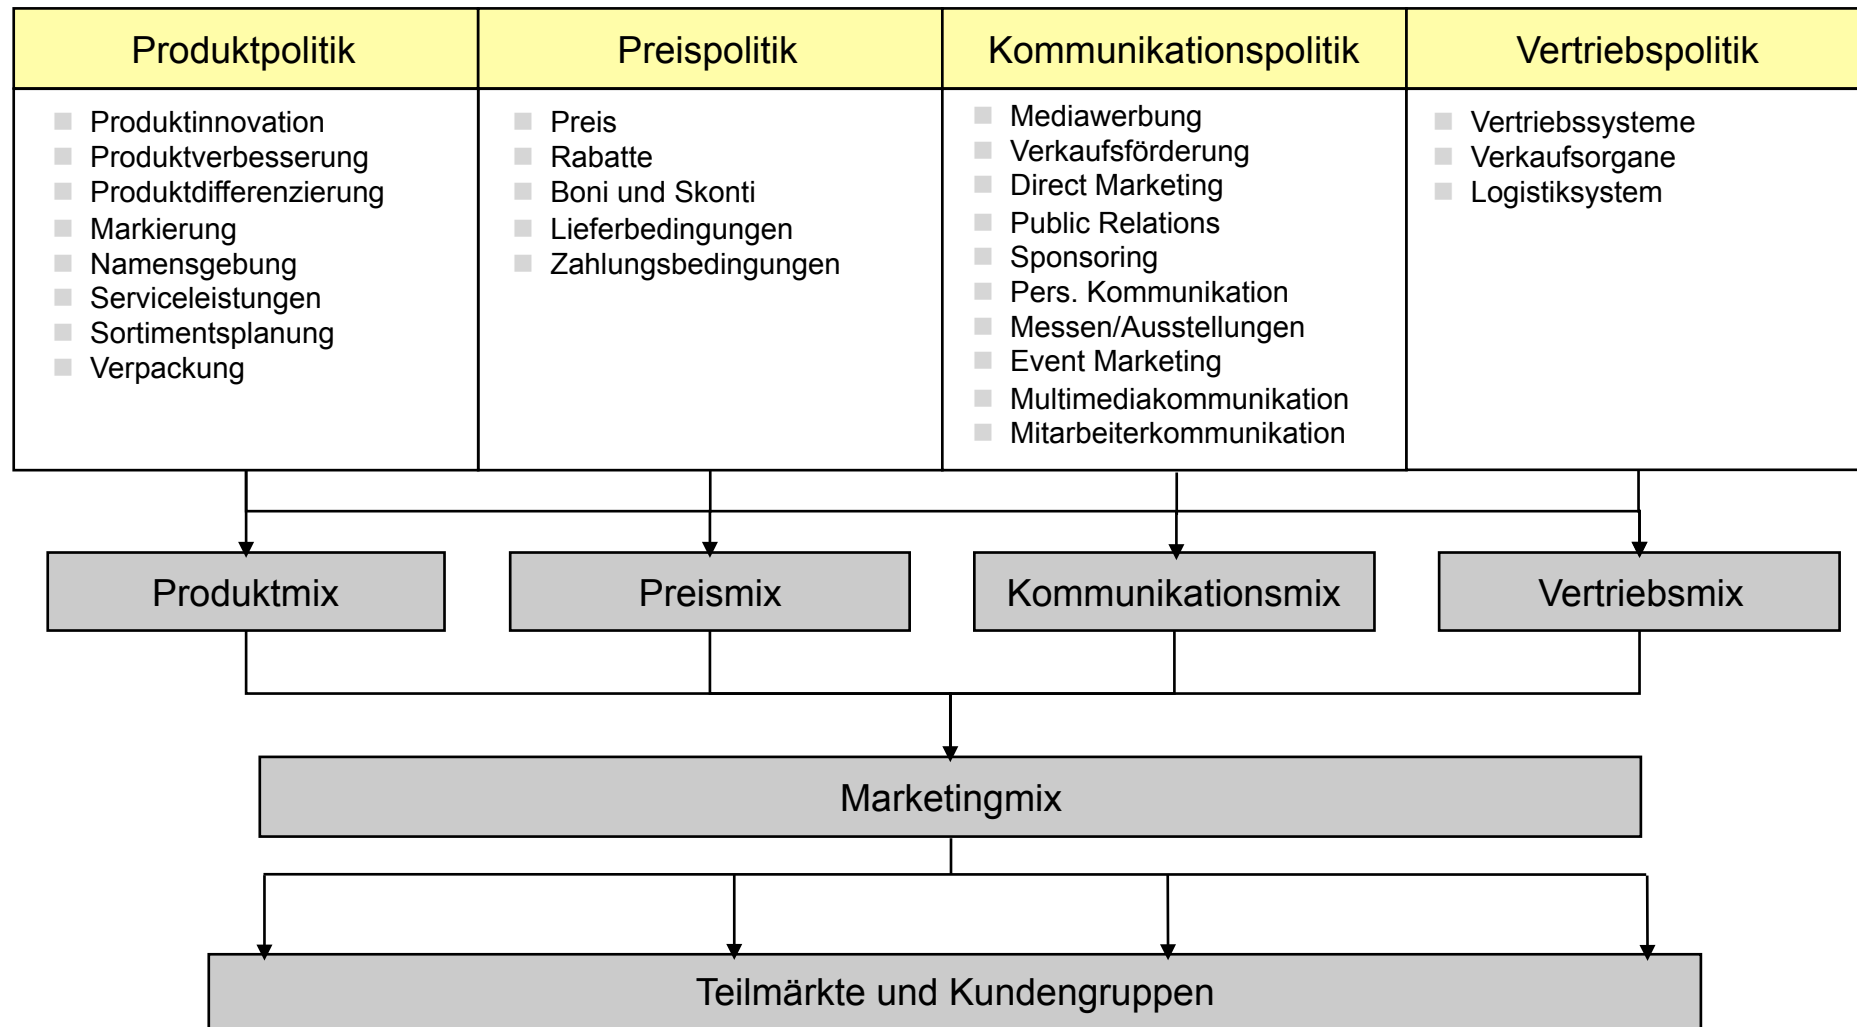 Produktpolitik
Preispolitik
Kommunikationspolitik
Vertriebspolitik
Produktinnovation
Produktverbesserung
Produktdifferenzierung
Markierung
Namensgebung
Serviceleistungen
Sortimentsplanung
Verpackung
Preis
Rabatte
Boni und Skonti
Lieferbedingungen
Zahlungsbedingungen
Mediawerbung
Verkaufsförderung
Direct Marketing
Public Relations
Sponsoring
Pers. Kommunikation
Messen/Ausstellungen
Event Marketing
Multimediakommunikation
Mitarbeiterkommunikation
Vertriebssysteme
Verkaufsorgane
Logistiksystem
Produktmix
Preismix
Kommunikationsmix
Vertriebsmix
Marketingmix
Teilmärkte und Kundengruppen